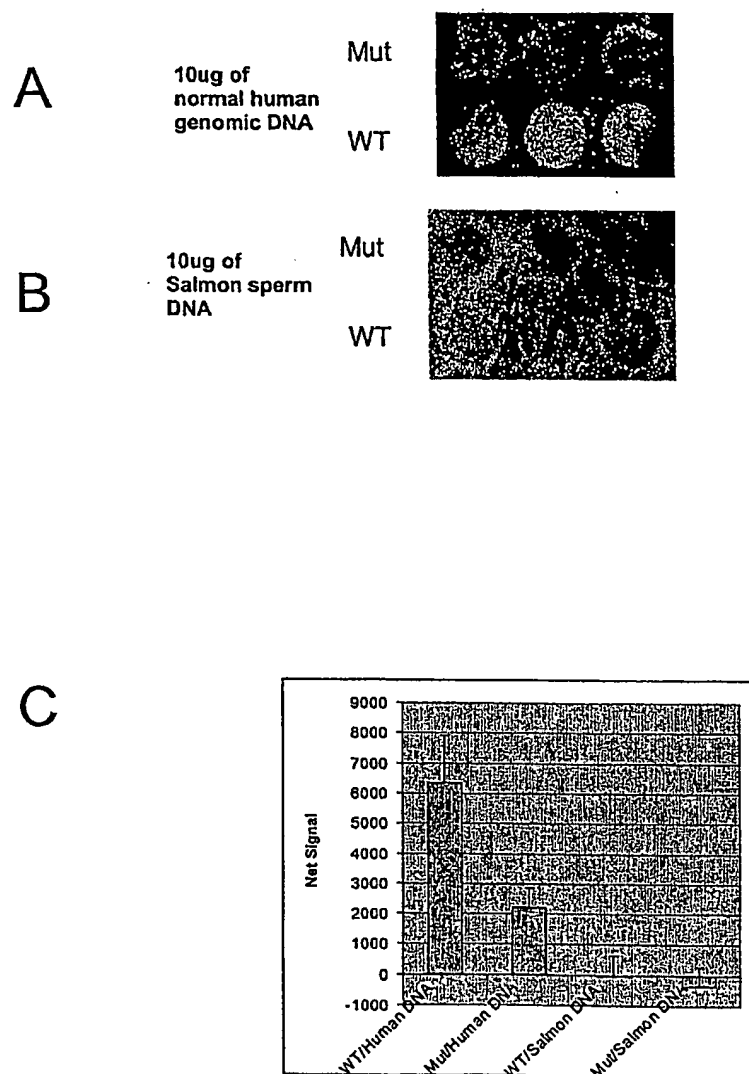 A
10ug of
normal human
genomic DNA
Mut
WT
B
10ug of
Salmon sperm
DNA
Mut
WT
C
Net Signal
9000
8000
7000
6000
5000
4000
3000
2000
1000
0
-1000
WT/Human DNA
Mut/Human DNA
WT/Salmon DNA
Mut/Salmon DNA